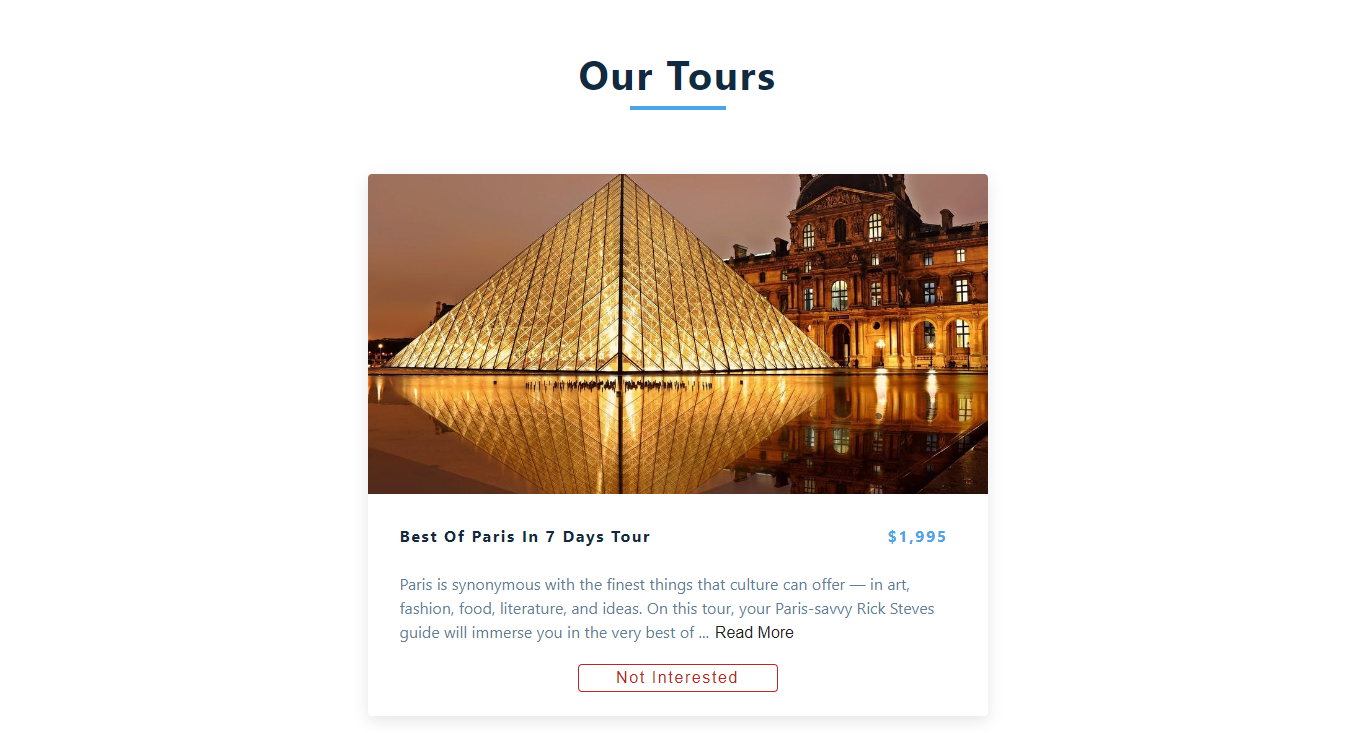 Our Tours
Best Of Paris In 7 Days Tour
$1,995
Paris is synonymous with the finest things that culture can offer — in art,
fashion, food, literature, and ideas. On this tour, your Paris-savvy Rick Steves
guide will immerse you in the very best of ... Read More
Not Interested